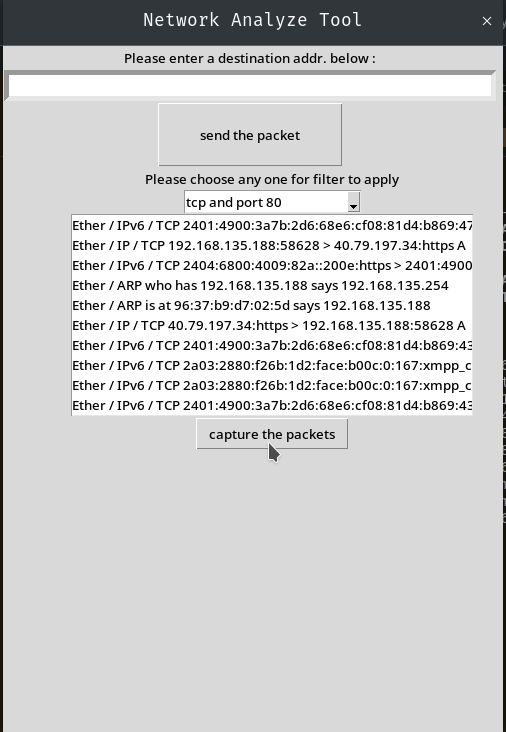 Network Analyze Tool ×
Please enter a destination addr. below :
send the packet
Please choose any one for filter to apply
tcp and port 80
Ether / IPv6 / TCP 2401:4900:3a7b:2d6:68e6:cf08:81d4:b869:47
Ether / IP / TCP 192.168.135.188:58628 > 40.79.197.34:https A
Ether / IPv6 / TCP 2404:6800:4009:82a::200e:https > 2401:4900
Ether / ARP who has 192.168.135.188 says 192.168.135.254
Ether / ARP is at 96:37:b9:d7:02:5d says 192.168.135.188
Ether / IP / TCP 40.79.197.34:https > 192.168.135.188:58628 A
Ether / IPv6 / TCP 2401:4900:3a7b:2d6:68e6:cf08:81d4:b869:43
Ether / IPv6 / TCP 2a03:2880:f26b:1d2:face:b00c:0:167:xmpp_c
Ether / IPv6 / TCP 2a03:2880:f26b:1d2:face:b00c:0:167:xmpp_c
Ether / IPv6 / TCP 2401:4900:3a7b:2d6:68e6:cf08:81d4:b869:43
capture the packets